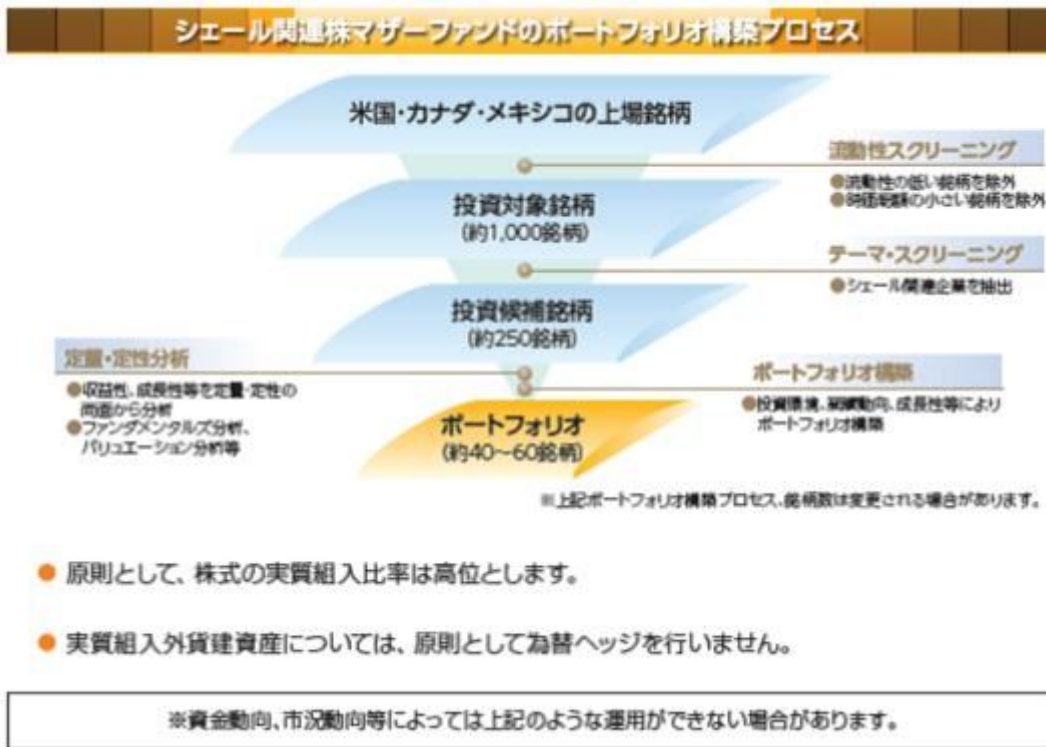 シェール関連株マザーファンドのポートフォリオ構築プロセス
米国・カナダ・メキシコの上場銘柄
流動性スクリーニング
●流動性の低い銘柄を除外
●時価総額の小さい銘柄を除外
投資対象銘柄
(約1,000銘柄)
テーマ・スクリーニング
●シェール関連企業を抽出
投資候補銘柄
(約250銘柄)
定量・定性分析
●収益性、成長性等を定量・定性の
両面から分析
●ファンダメンタルズ分析、
バリュエーション分析等
ポートフォリオ構築
●投資環境、業績動向、成長性等により
ポートフォリオ構築
ポートフォリオ
(約40～60銘柄)
※上記ポートフォリオ構築プロセス、銘柄数は変更される場合があります。
● 原則として、株式の実質組入比率は高位とします。
● 実質組入外貨建資産については、原則として為替ヘッジを行いません。
※資金動向、市況動向等によっては上記のような運用ができない場合があります。